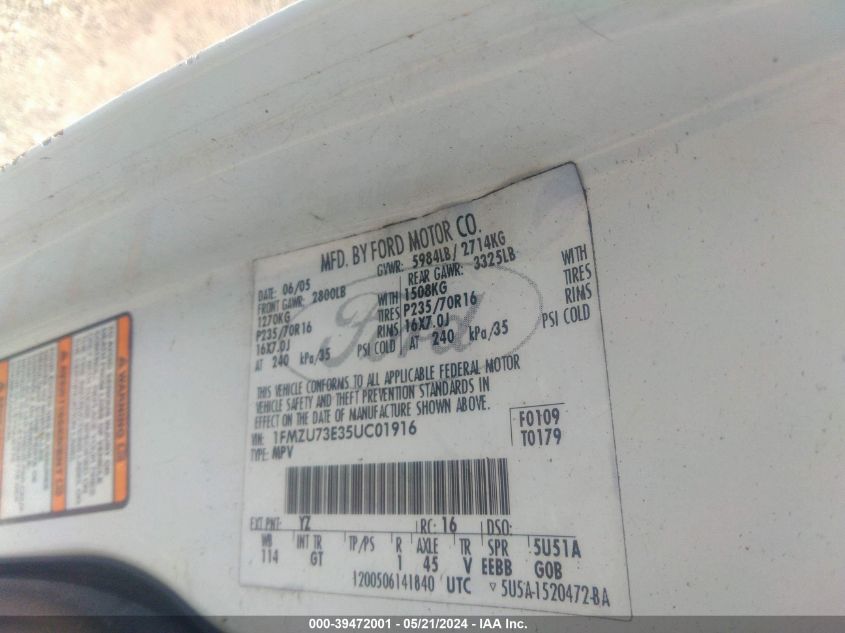 MFD. BY FORD MOTOR CO.
DATE: 06/05 GVWR: 5984LB/ 2714KG
FRONT GAWR: 2800LB REAR GAWR: 3325LB
1270KG WITH 1508KG WITH
P235/70R16 TIRES P235/70R16 TIRES
16X7.0J RIMS 16X7.0J RIMS
AT 240 kPa/35 PSI COLD AT 240 kPa/35 PSI COLD
Ford
THIS VEHICLE CONFORMS TO ALL APPLICABLE FEDERAL MOTOR
VEHICLE SAFETY AND THEFT PREVENTION STANDARDS IN
EFFECT ON THE DATE OF MANUFACTURE SHOWN ABOVE.
VIN: 1FMZU73E35UC01916 F0109
TYPE: MPV T0179
EXT PNT: YZ RC: 16 DSO:
WB INT TR TP/PS R AXLE TR SPR 5U51A
114 GT 1 45 V EEBB GOB
1200506141840 UTC ▽ 5U5A-1520472-BA
WARNING
000-39472001 - 05/21/2024 - IAA Inc.